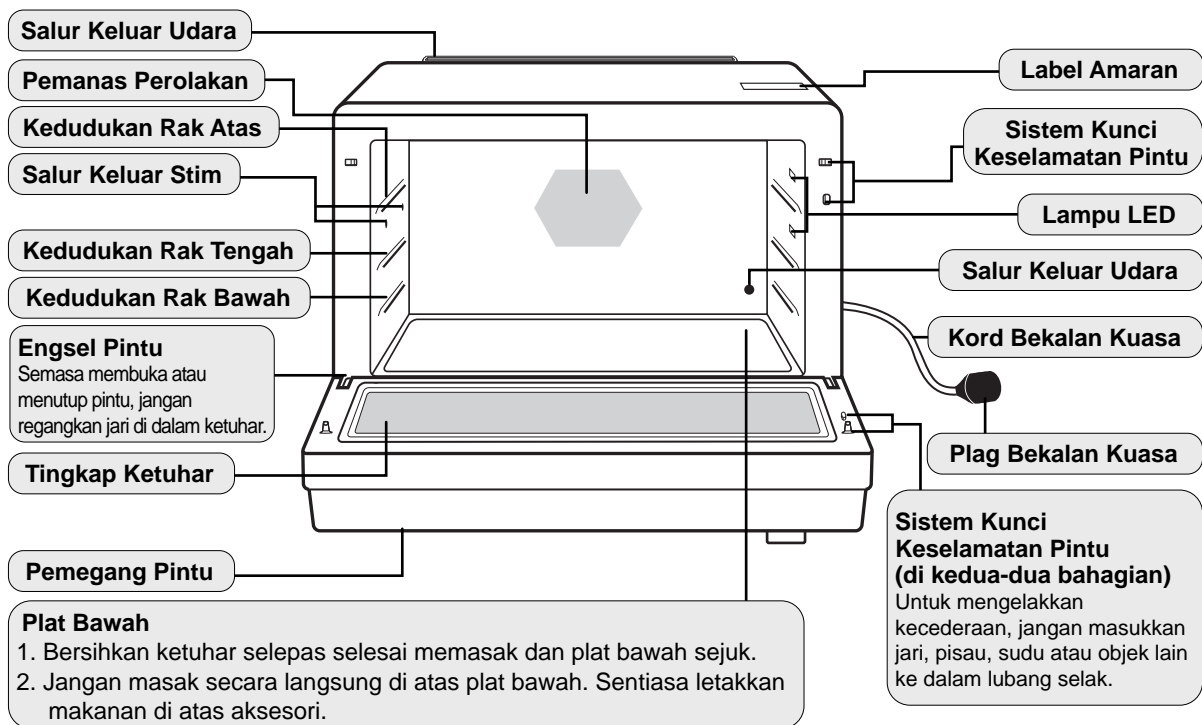 Salur Keluar Udara
Pemanas Perolakan
Kedudukan Rak Atas
Salur Keluar Stim
Kedudukan Rak Tengah
Kedudukan Rak Bawah
Engsel Pintu
Semasa membuka atau
menutup pintu, jangan
regangkan jari di dalam ketuhar.
Tingkap Ketuhar
Pemegang Pintu
Plat Bawah
1. Bersihkan ketuhar selepas selesai memasak dan plat bawah sejuk.
2. Jangan masak secara langsung di atas plat bawah. Sentiasa letakkan
makanan di atas aksesori.
Label Amaran
Sistem Kunci
Keselamatan Pintu
Lampu LED
Salur Keluar Udara
Kord Bekalan Kuasa
Plag Bekalan Kuasa
Sistem Kunci
Keselamatan Pintu
(di kedua-dua bahagian)
Untuk mengelakkan
kecederaan, jangan masukkan
jari, pisau, sudu atau objek lain
ke dalam lubang selak.